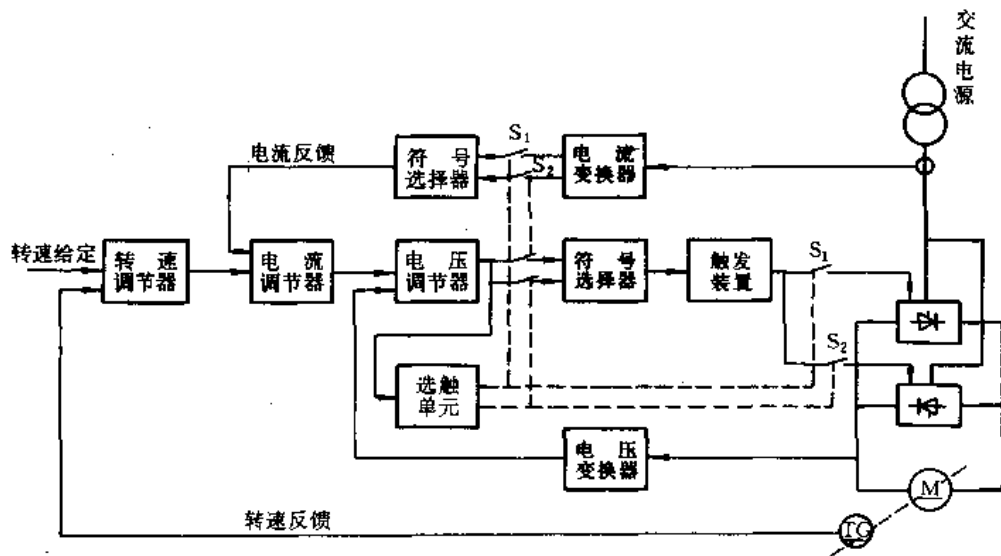 交流电源
S₁
电流反馈
符号
选择器
S₂
电流
变换器
转速给定
转速
调节器
电流
调节器
电压
调节器
符号
选择器
触发
装置
S₁
S₂
选触
单元
电压
变换器
M
转速反馈
TG